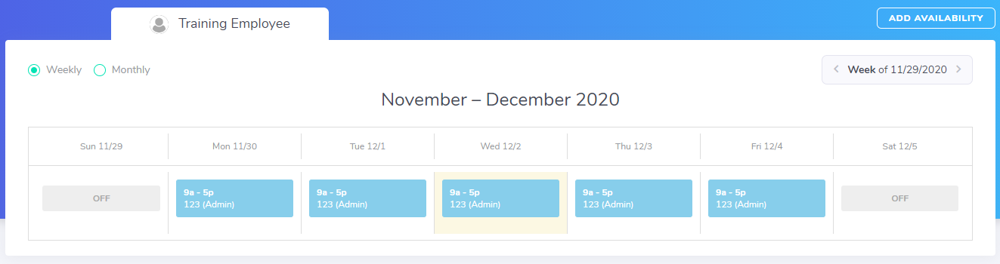 Training Employee
ADD AVAILABILITY
Weekly Monthly
Week of 11/29/2020
November – December 2020
Sun 11/29 Mon 11/30 Tue 12/1 Wed 12/2 Thu 12/3 Fri 12/4 Sat 12/5
OFF
9a - 5p
123 (Admin)
9a - 5p
123 (Admin)
9a - 5p
123 (Admin)
9a - 5p
123 (Admin)
9a - 5p
123 (Admin)
OFF